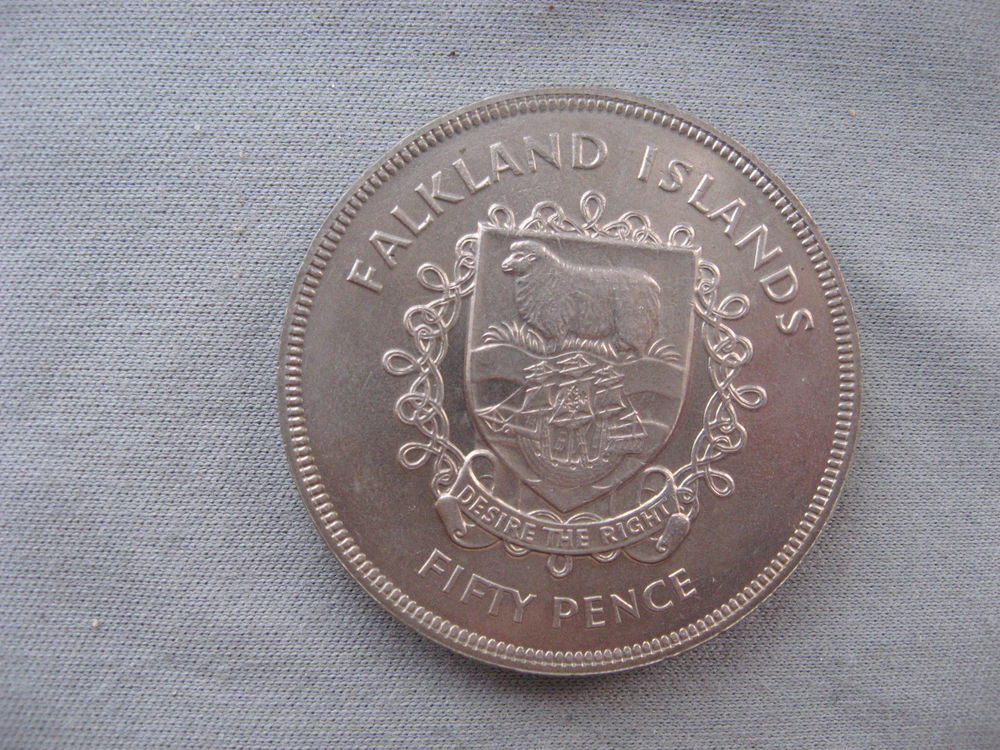 FALKLAND ISLANDS
DESIRE THE RIGHT
FIFTY PENCE